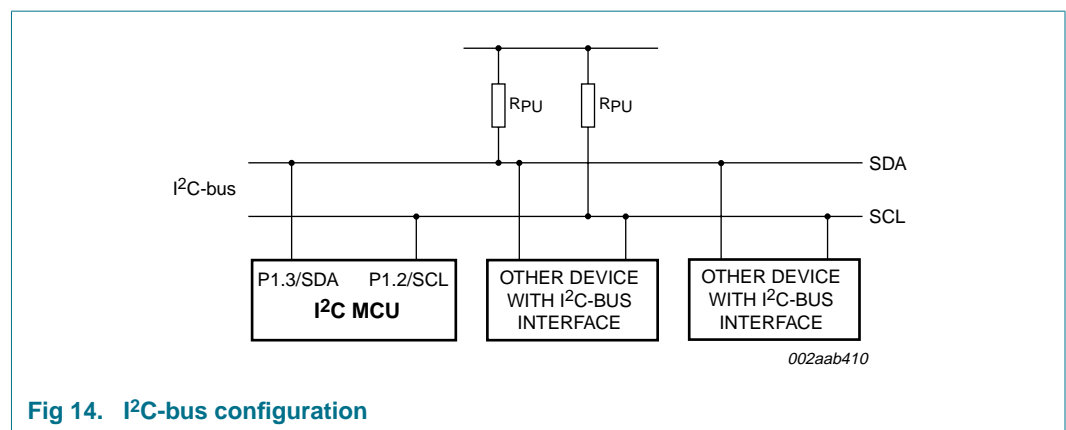 RPU RPU
SDA
I2C-bus
SCL
P1.3/SDA P1.2/SCL
I2C MCU
OTHER DEVICE
WITH I2C-BUS
INTERFACE
OTHER DEVICE
WITH I2C-BUS
INTERFACE
002aab410
Fig 14. I2C-bus configuration